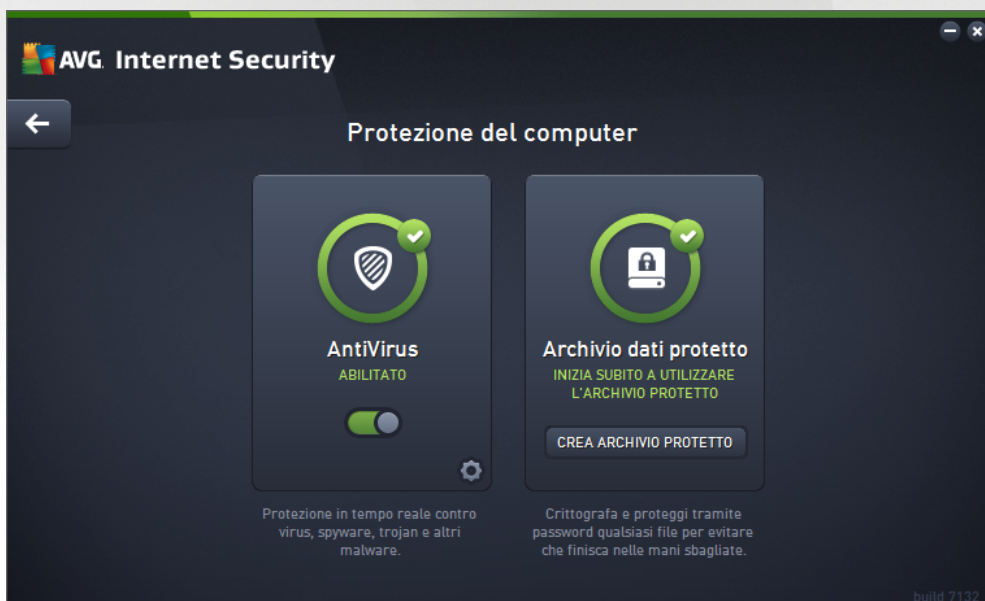 AVG. Internet Security
Protezione del computer
AntiVirus
ABILITATO
Protezione in tempo reale contro
virus, spyware, trojan e altri
malware.
Archivio dati protetto
INIZIA SUBITO A UTILIZZARE
L'ARCHIVIO PROTETTO
CREA ARCHIVIO PROTETTO
Crittografa e proteggi tramite
password qualsiasi file per evitare
che finisca nelle mani sbagliate.
build 7132